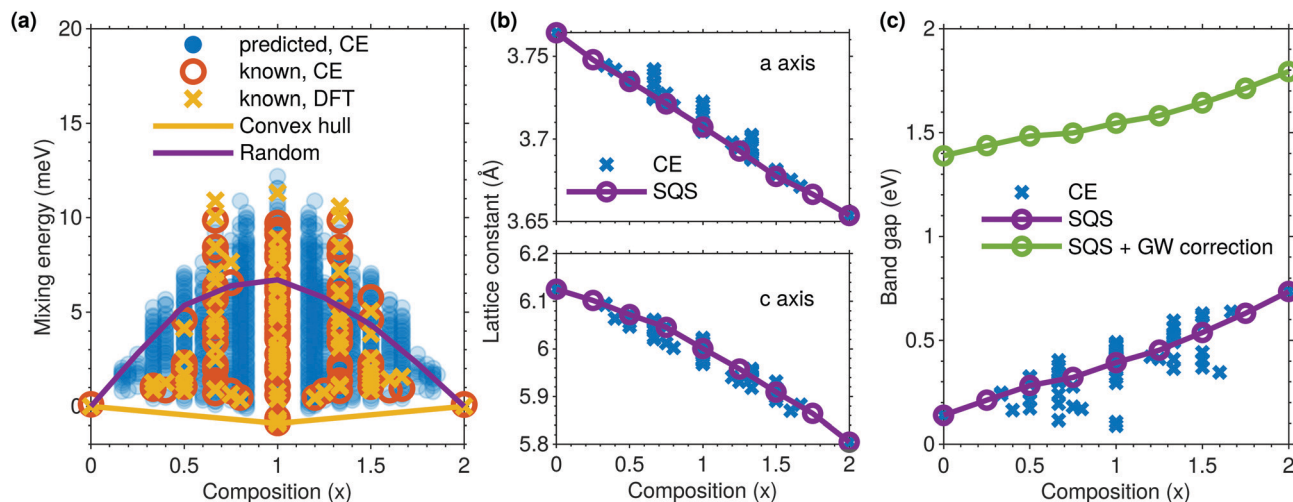 (a)
20
15
10
5
0
Mixing energy (meV)
predicted, CE
known, CE
known, DFT
Convex hull
Random
0 0.5 1 1.5 2
Composition (x)
(b)
3.75
3.7
3.65
a axis
CE
SQS
Lattice constant (Å)
6.2
6.1
6
5.9
5.8
c axis
0 0.5 1 1.5 2
Composition (x)
(c)
2
1.5
1
0.5
0
Band gap (eV)
CE
SQS
SQS + GW correction
0 0.5 1 1.5 2
Composition (x)